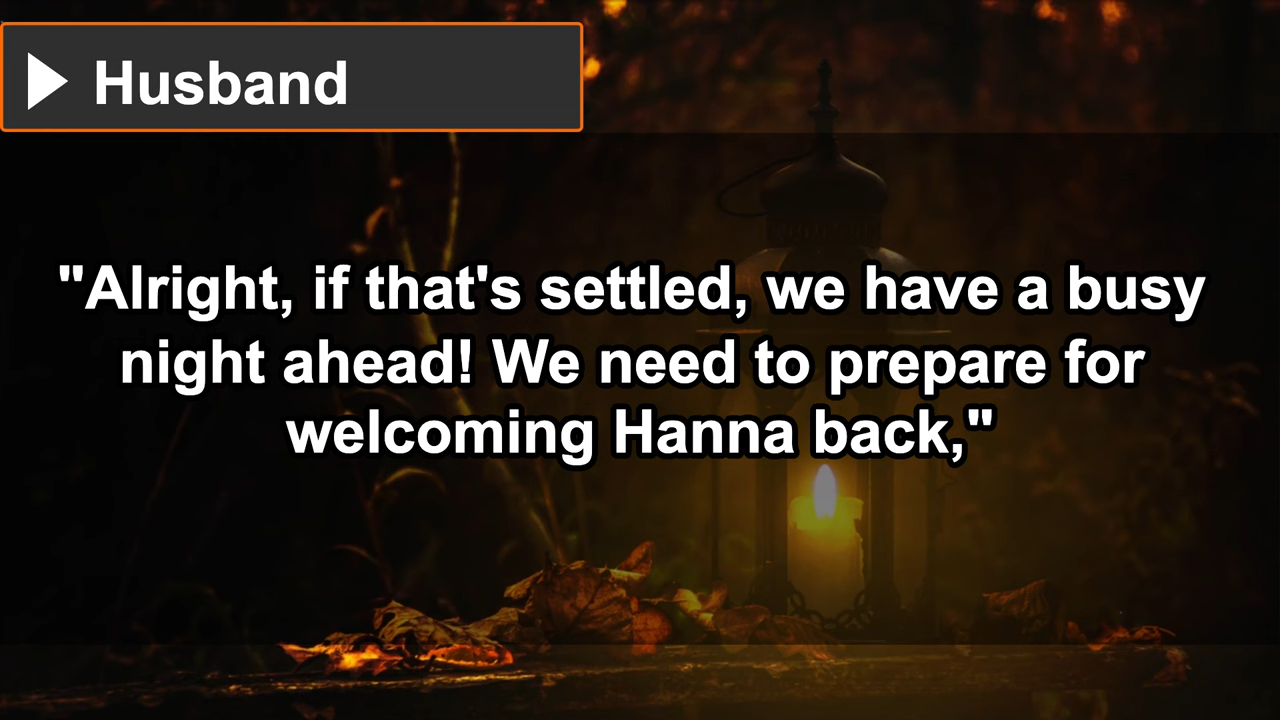 Husband
"Alright, if that's settled, we have a busy
night ahead! We need to prepare for
welcoming Hanna back,"